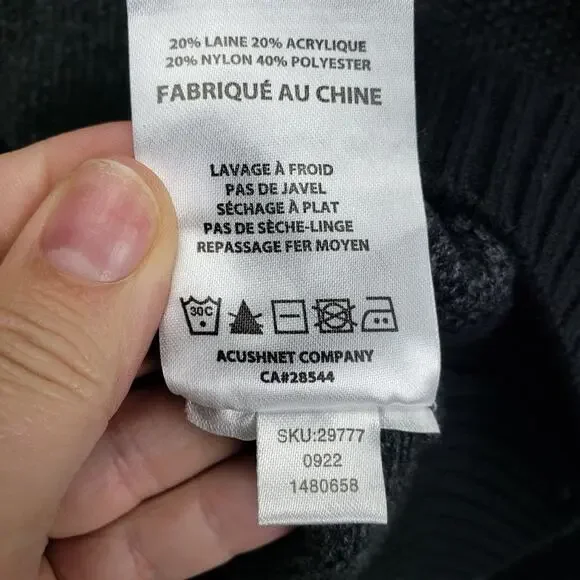 20% LAINE 20% ACRYLIQUE
20% NYLON 40% POLYESTER
FABRIQUÉ AU CHINE
LAVAGE À FROID
PAS DE JAVEL
SÉCHAGE À PLAT
PAS DE SÈCHE-LINGE
REPASSAGE FER MOYEN
30C
ACUSHNET COMPANY
CA#28544
SKU:29777
0922
1480658